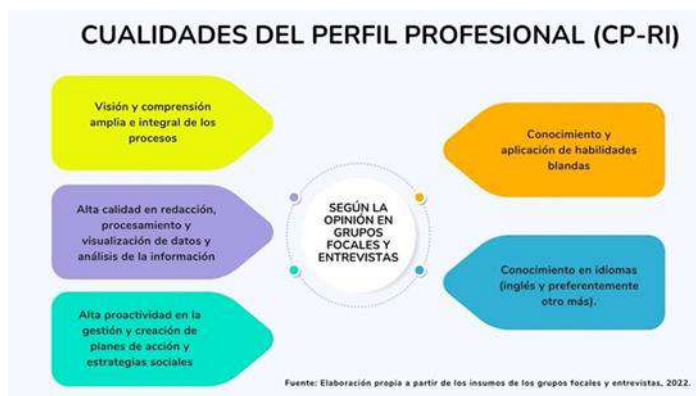 CUALIDADES DEL PERFIL PROFESIONAL (CP-RI)
Visión y comprensión
amplia e integral de los
procesos
Alta calidad en redacción,
procesamiento y
visualización de datos y
análisis de la información
Alta proactividad en la
gestión y creación de
planes de acción y
estrategias sociales
SEGÚN LA
OPINIÓN EN
GRUPOS
FOCALES Y
ENTREVISTAS
Conocimiento y
aplicación de habilidades
blandas
Conocimiento en idiomas
(inglés y preferentemente
otro más).
Fuente: Elaboración propia a partir de los insumos de los grupos focales y entrevistas, 2022.